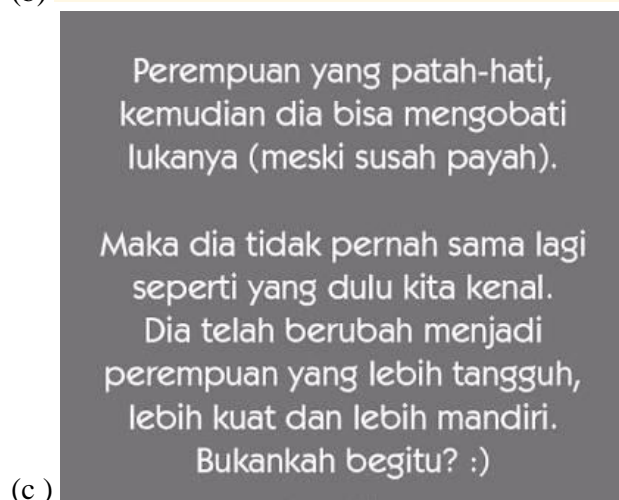 Perempuan yang patah-hati,
kemudian dia bisa mengobati
lukanya (meski susah payah).
Maka dia tidak pernah sama lagi
seperti yang dulu kita kenal.
Dia telah berubah menjadi
perempuan yang lebih tangguh,
lebih kuat dan lebih mandiri.
Bukankah begitu? :)
(c )